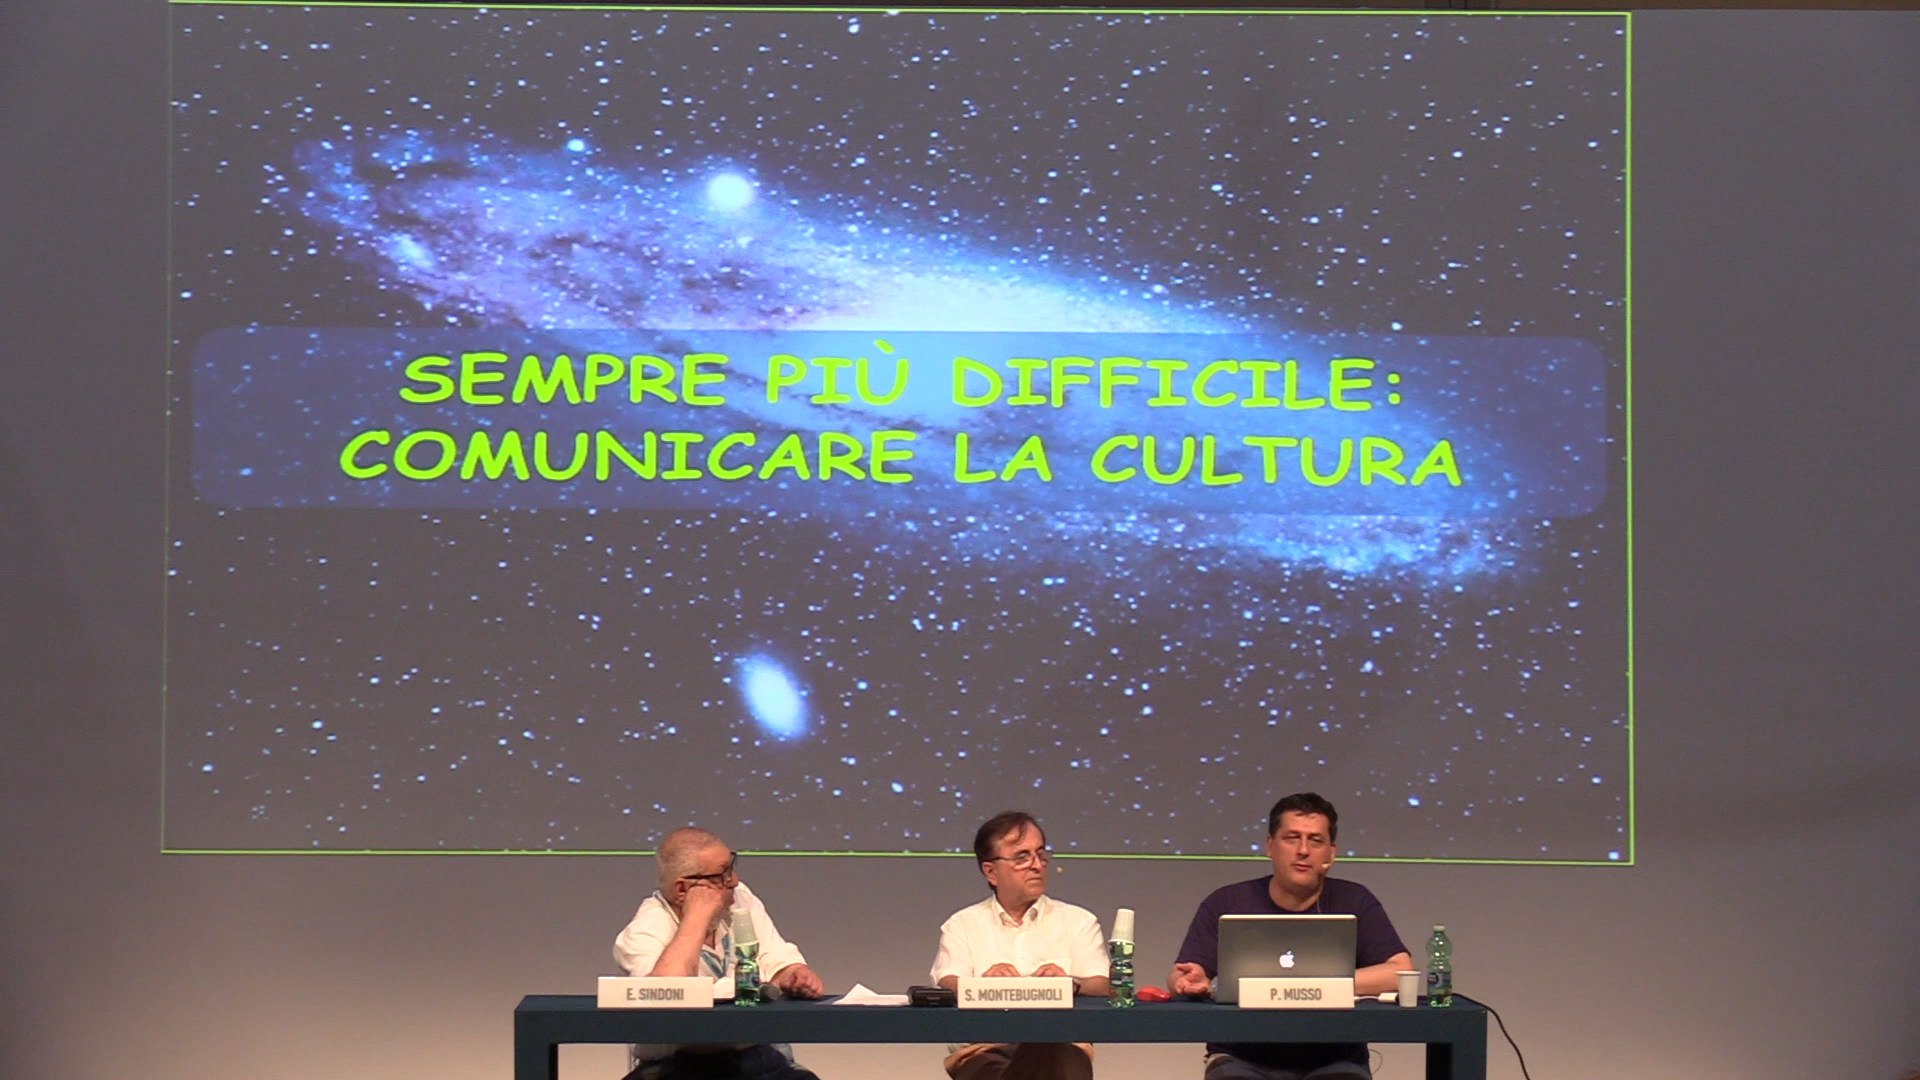 SEMPRE PIÙ DIFFICILE:
COMUNICARE LA CULTURA
E. SINDONI
S. MONTEBUGNOLI
P. MUSSO